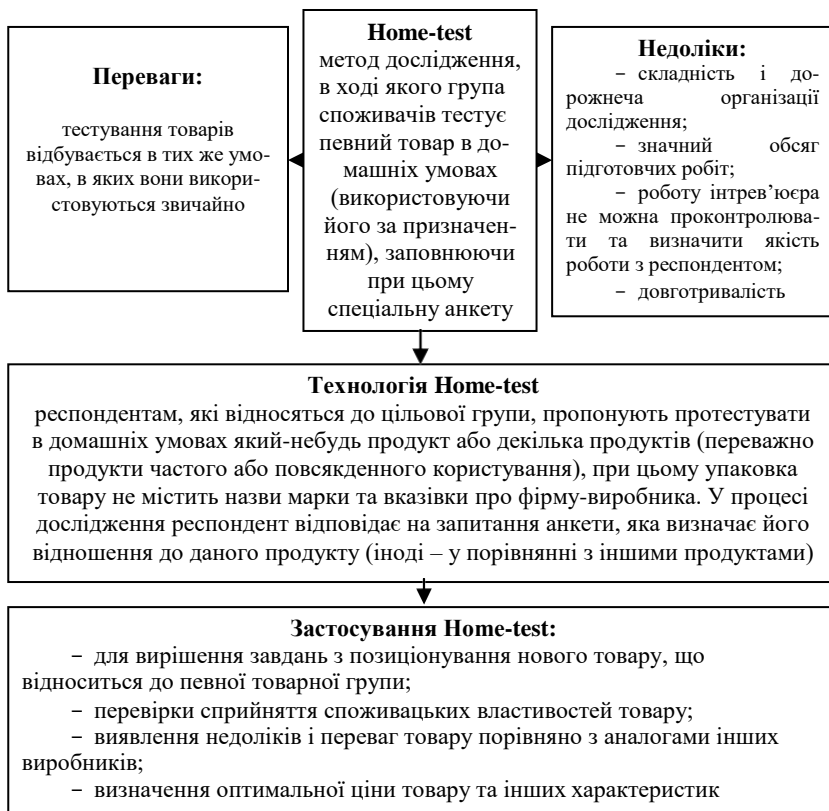 Переваги:
тестування товарів
відбувається в тих же умо-
вах, в яких вони викори-
стовуються звичайно
Home-test
метод дослідження,
в ході якого група
споживачів тестує
певний товар в до-
машніх умовах
(використовуючи
його за призначен-
ням), заповнюючи
при цьому
спеціальну анкету
Недоліки:
− складність і до-
рожнеча організації
дослідження;
− значний обсяг
підготовчих робіт;
− роботу інтрев’юєра
не можна проконтролюва-
ти та визначити якість
роботи з респондентом;
− довготривалість
Технологія Home-test
респондентам, які відносяться до цільової групи, пропонують протестувати
в домашніх умовах який-небудь продукт або декілька продуктів (переважно
продукти частого або повсякденного користування), при цьому упаковка
товару не містить назви марки та вказівки про фірму-виробника. У процесі
дослідження респондент відповідає на запитання анкети, яка визначає його
відношення до даного продукту (іноді – у порівнянні з іншими продуктами)
Застосування Home-test:
− для вирішення завдань з позиціонування нового товару, що
відноситься до певної товарної групи;
− перевірки сприйняття споживацьких властивостей товару;
− виявлення недоліків і переваг товару порівняно з аналогами інших
виробників;
− визначення оптимальної ціни товару та інших характеристик